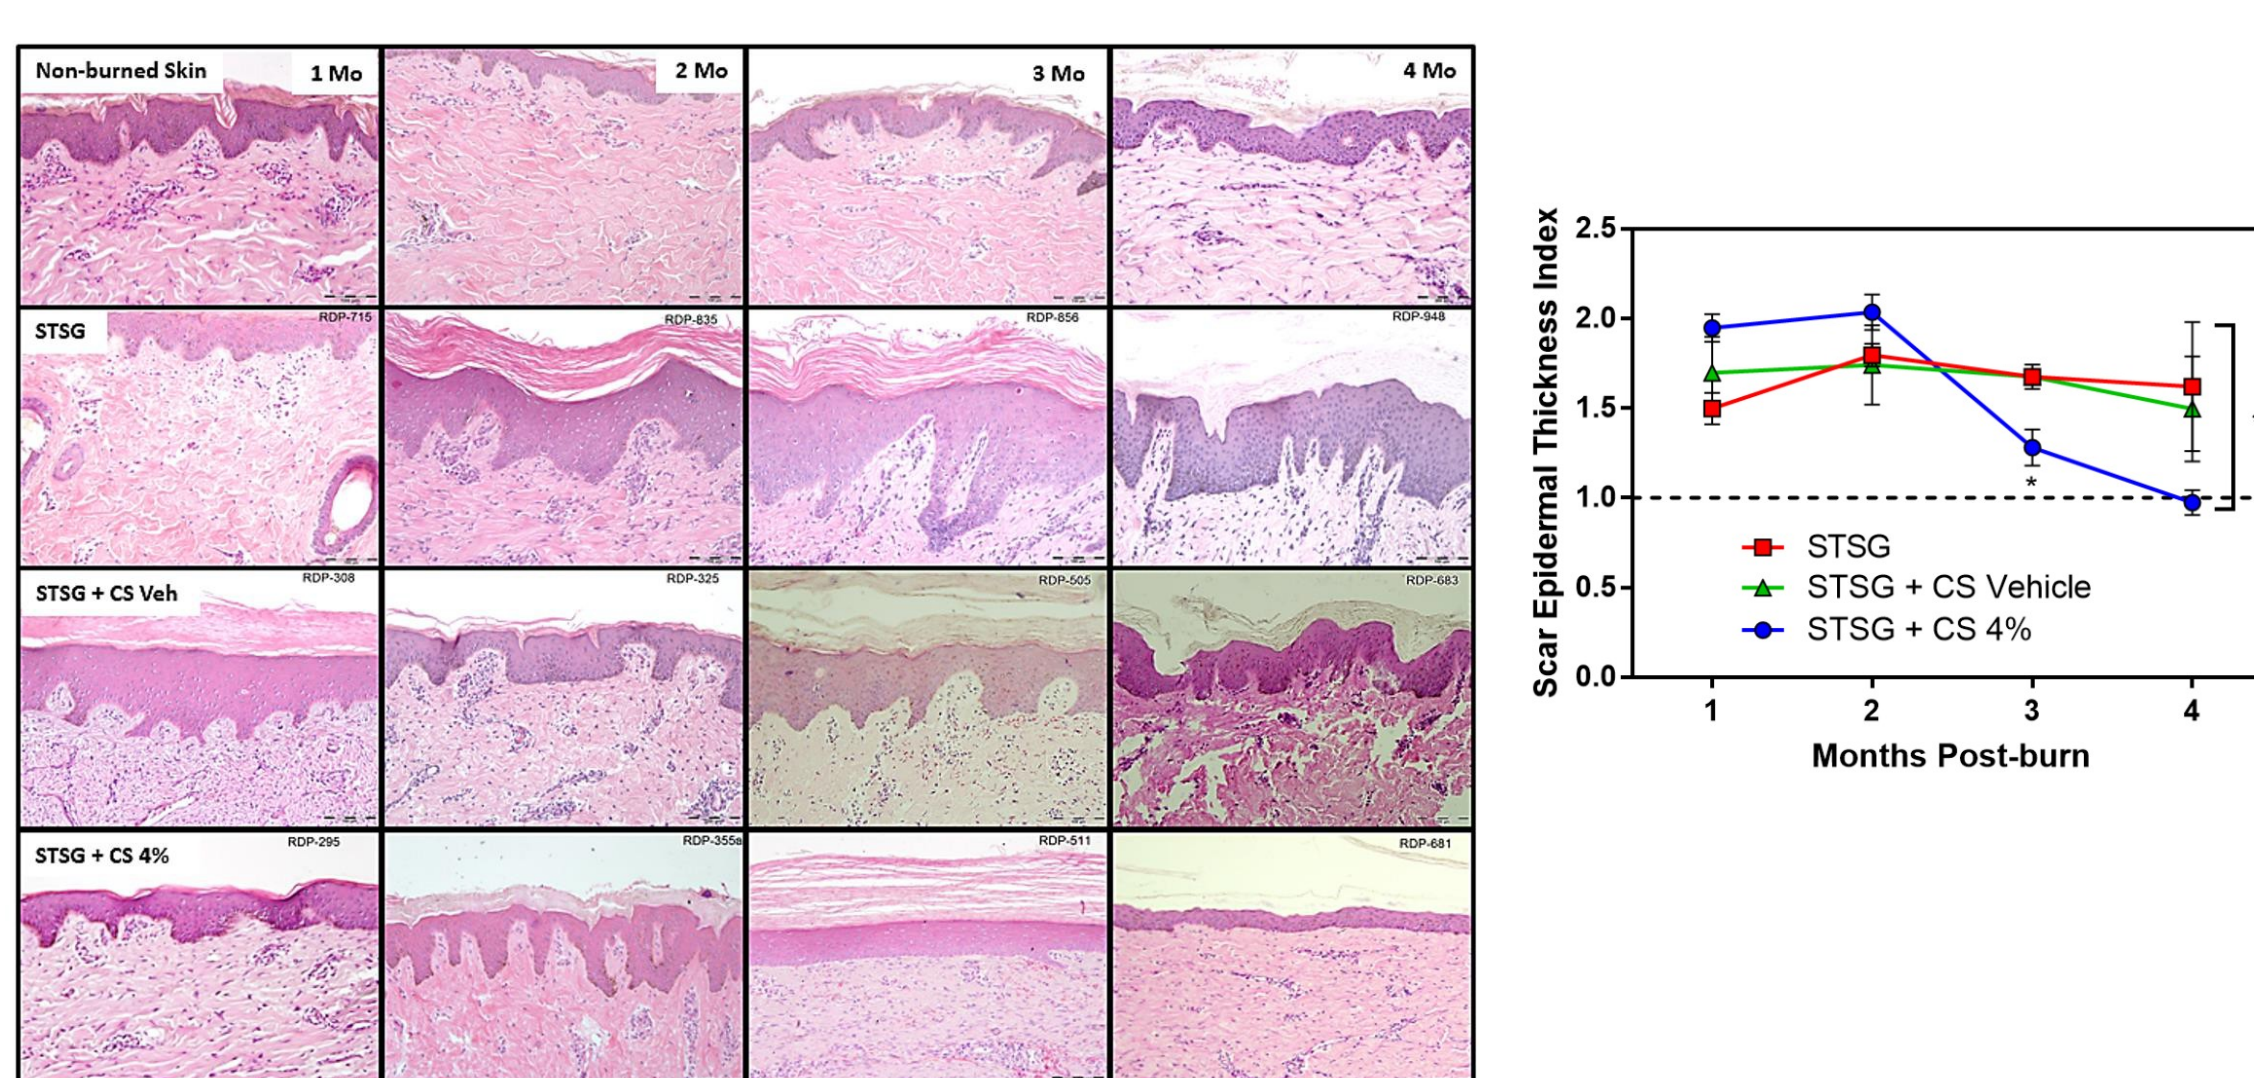 Non-burned Skin
1 Mo
2 Mo
3 Mo
4 Mo
STSG
RDP-715
RDP-835
RDP-856
RDP-948
STSG + CS Veh
RDP-308
RDP-325
RDP-505
RDP-683
STSG + CS 4%
RDP-295
RDP-355a
RDP-511
RDP-681
Scar Epidermal Thickness Index
2.5
2.0
1.5
1.0
0.5
0.0
*
STSG
STSG + CS Vehicle
STSG + CS 4%
1 2 3 4
Months Post-burn